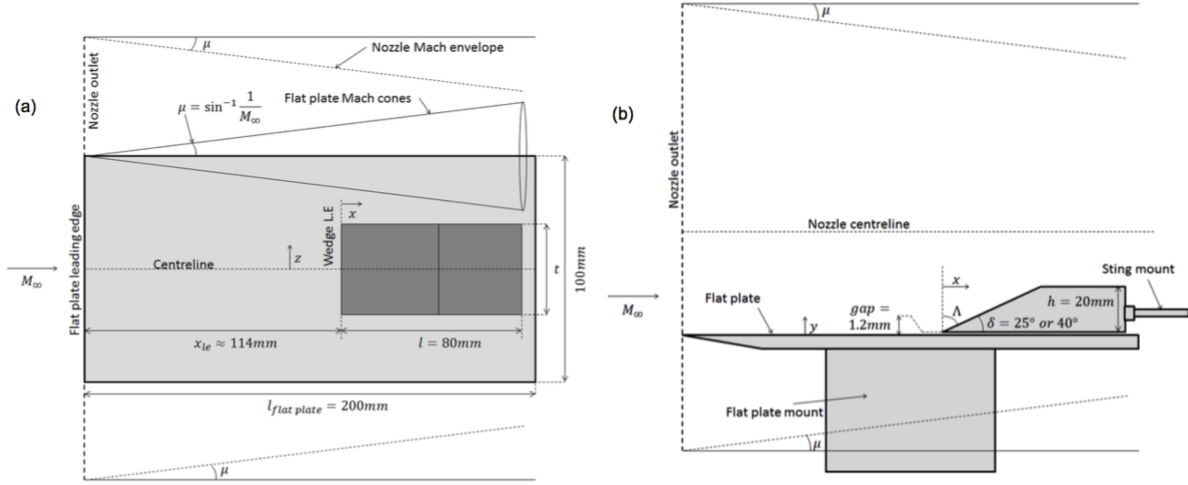 (a)
Nozzle outlet
μ
Nozzle Mach envelope
μ = sin⁻¹ 1/M∞
Flat plate Mach cones
Flat plate leading edge
M∞
Centreline
z
Wedge L.E
x
t
100mm
x_le ≈ 114mm
l = 80mm
l_flat plate = 200mm
μ
(b)
Nozzle outlet
μ
Nozzle centreline
M∞
Flat plate
gap =
1.2mm
y
x
Λ
δ = 25° or 40°
h = 20mm
Sting mount
Flat plate mount
μ